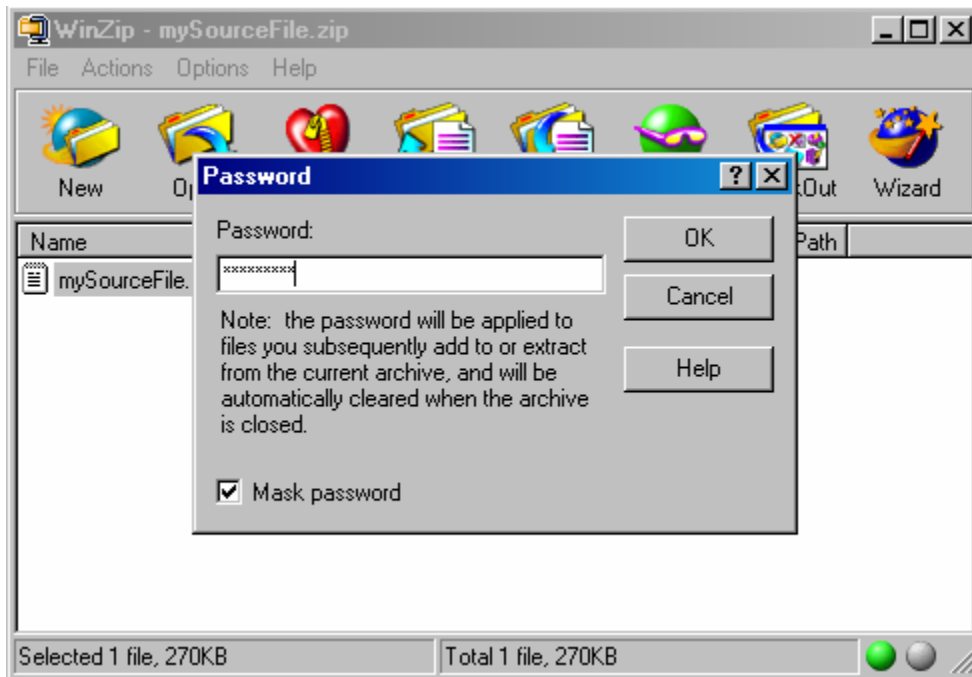 WinZip - mySourceFile.zip
File Actions Options Help
New Wizard
Password
Name Path
mySourceFile.
Password:
xxxxxxxxx
OK
Cancel
Help
Note: the password will be applied to
files you subsequently add to or extract
from the current archive, and will be
automatically cleared when the archive
is closed.
Mask password
Selected 1 file, 270KB
Total 1 file, 270KB